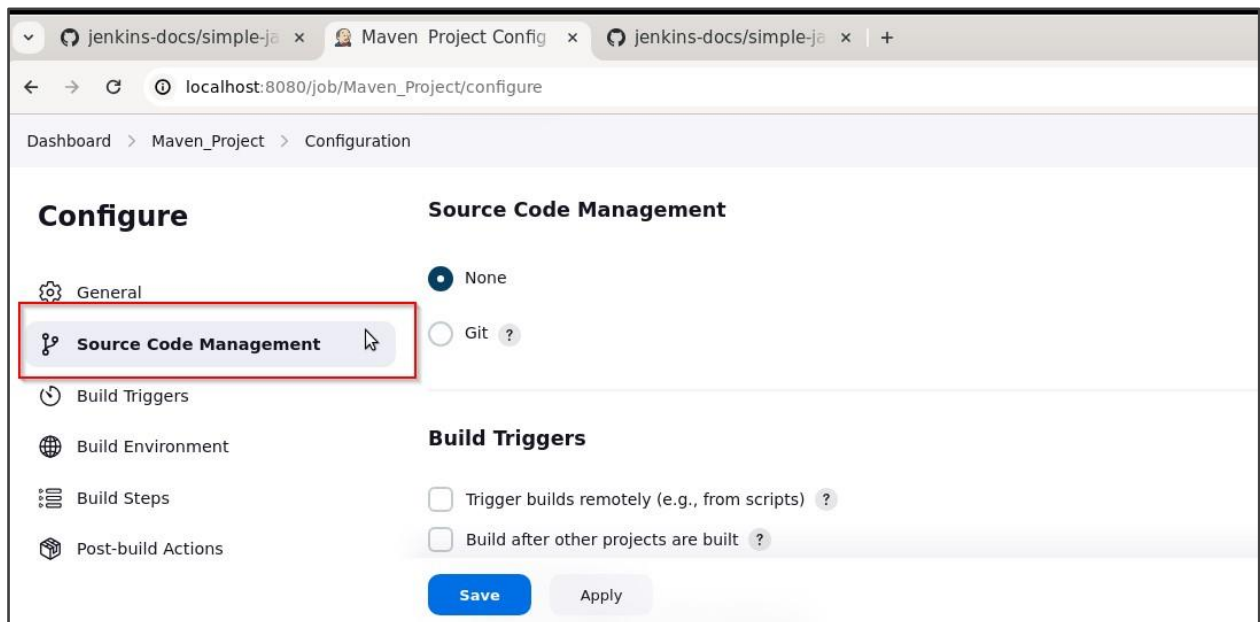 jenkins-docs/simple-ja
Maven_Project Config
jenkins-docs/simple-ja
localhost:8080/job/Maven_Project/configure
Dashboard > Maven_Project > Configuration
Configure
General
Source Code Management
Build Triggers
Build Environment
Build Steps
Post-build Actions
Source Code Management
None
Git ?
Build Triggers
Trigger builds remotely (e.g., from scripts) ?
Build after other projects are built ?
Save
Apply